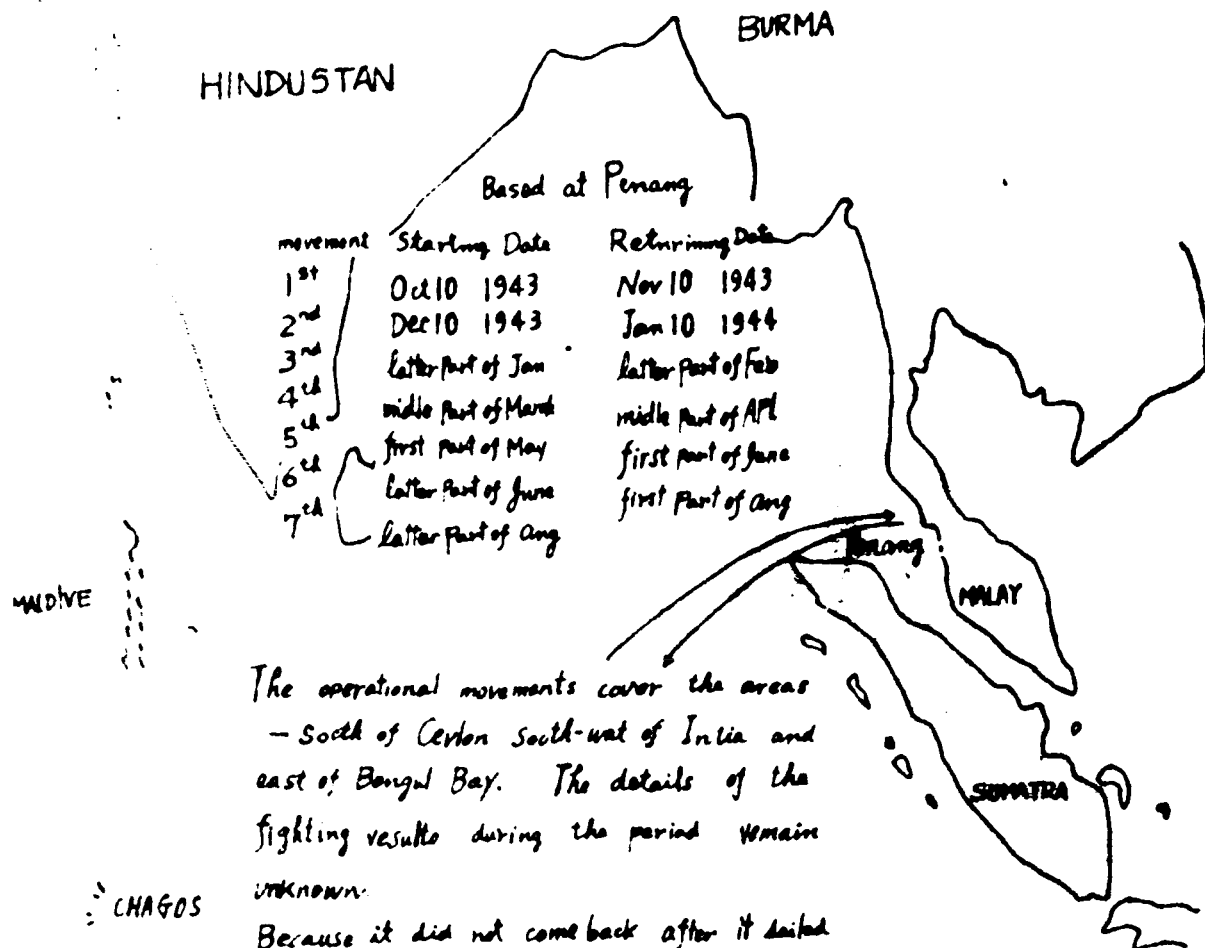 BURMA
HINDUSTAN
Based at Penang
movement Starting Date Returining Date
1st Oct 10 1943 Nov 10 1943
2nd Dec 10 1943 Jan 10 1944
3rd latter Part of Jan latter Part of Feb
4th midle Part of March midle Part of APl
5th first Part of May first Part of June
6th latter Part of June first Part of Aug
7th latter Part of Aug
Penang
MALDIVE
MALAY
The operational movements cover the areas
– South of Ceylon South-west of India and
east of Bengal Bay. The details of the
fighting results during the period remain
unknown.
SUMATRA
CHAGOS
Because it did not come back after it sailed